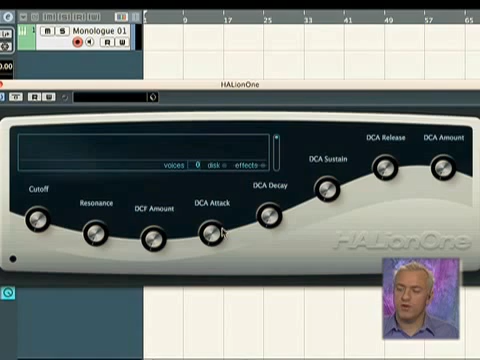 1 9 17 25 33 41 49 57 65
1 M S Monologue 01
R W
0.00
HALionOne
R W
voices 0 disk effects
DCA Release DCA Amount
DCA Sustain
DCA Decay
Cutoff
Resonance
DCF Amount
DCA Attack
HALionOne